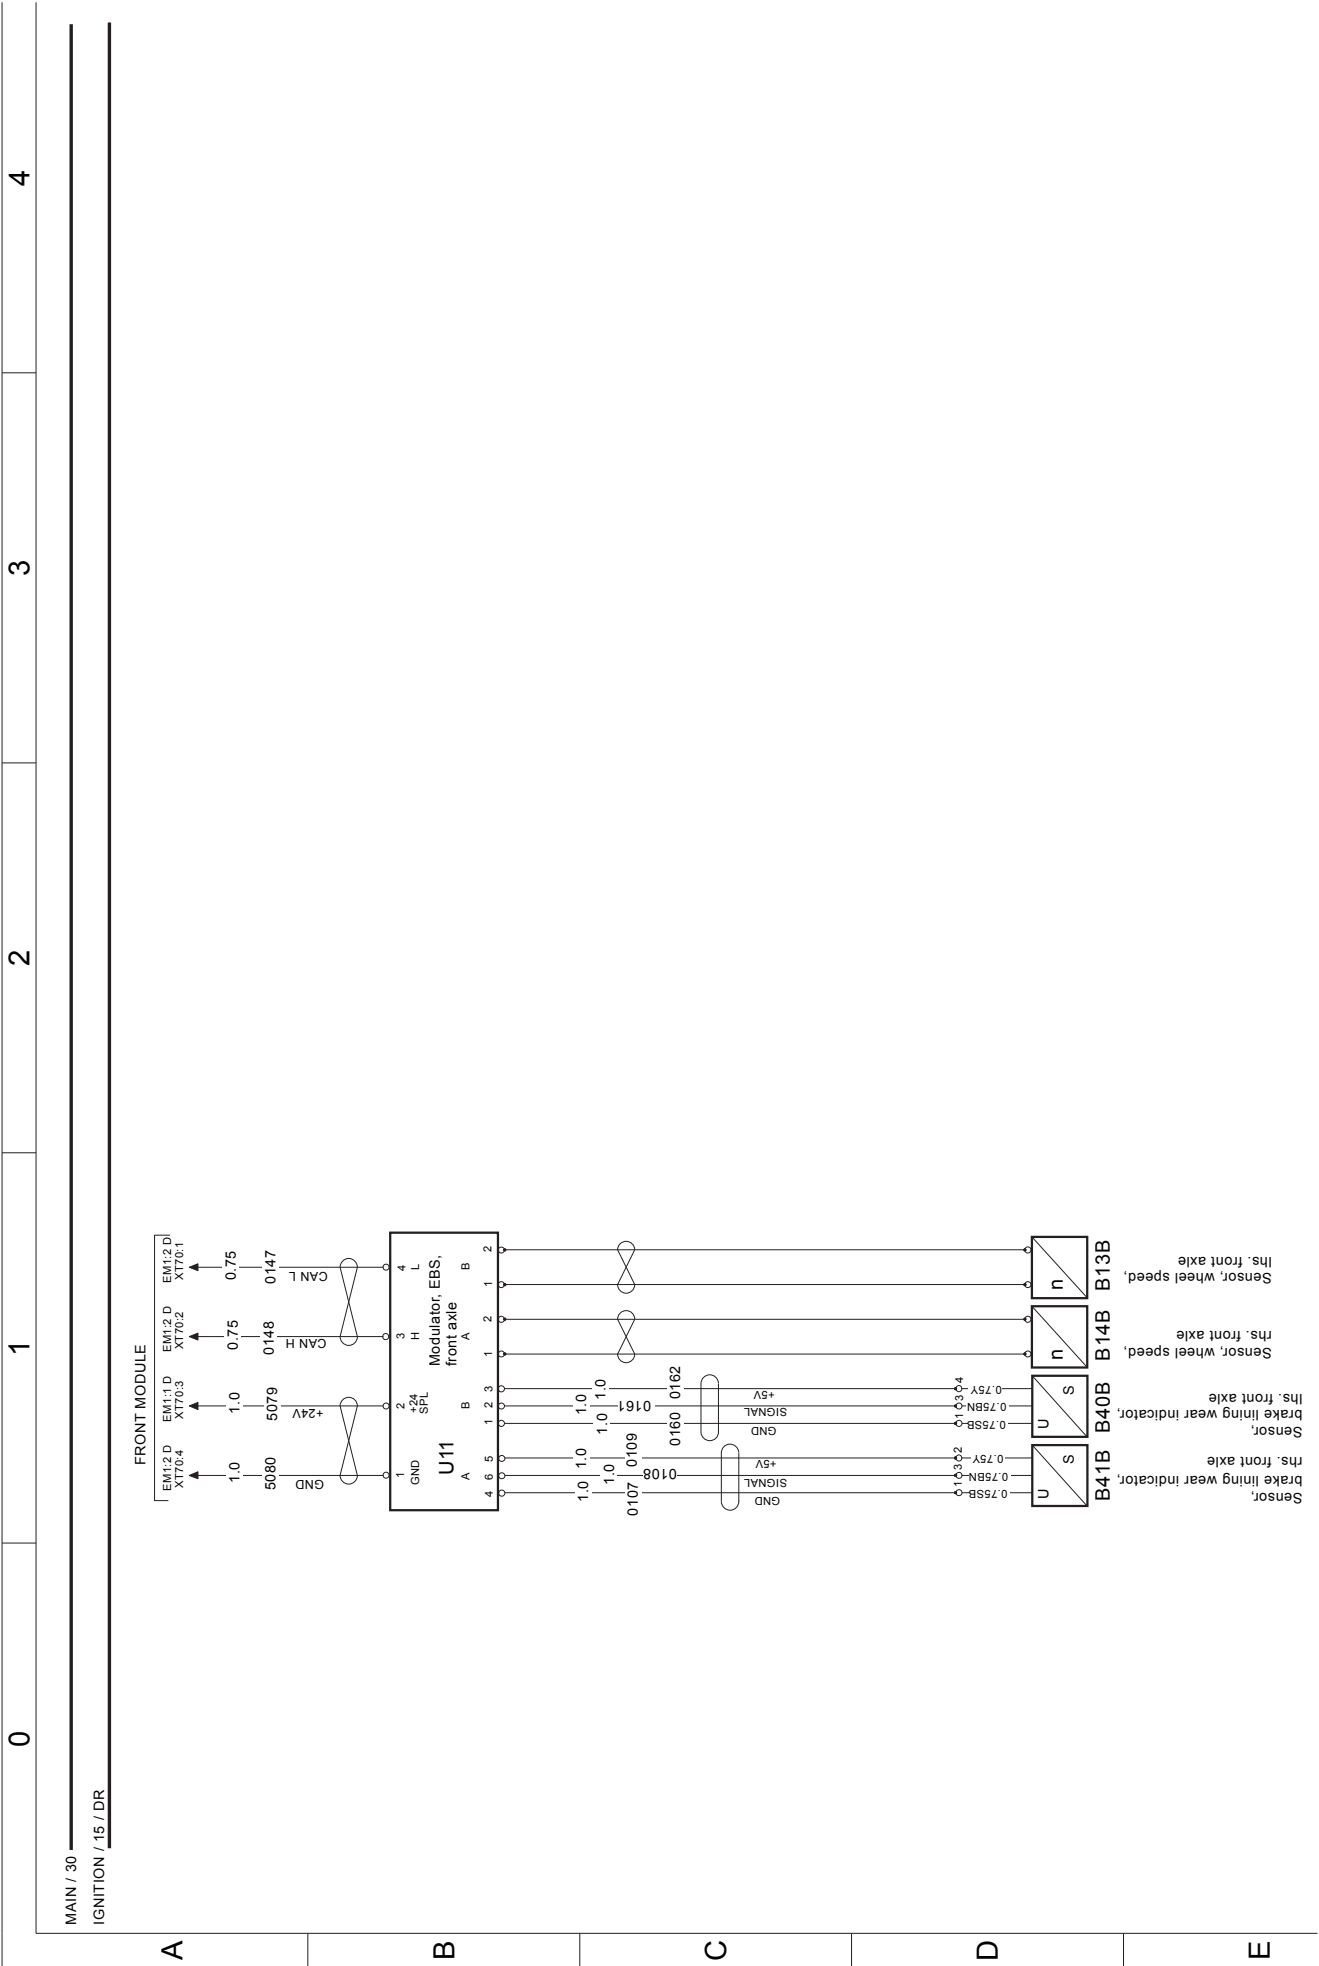 0 1 2 3 4
MAIN / 30
IGNITION / 15 / DR
A
B
C
D
E
FRONT MODULE
EM1:2 D
XT70:4
EM1:1 D
XT70:3
EM1:2 D
XT70:2
EM1:2 D
XT70:1
1.0 1.0 0.75 0.75
5080 5079 0148 0147
GND +24V CAN H CAN L
1 2 3 4
GND +24 H L
SPL
U11
Modulator, EBS,
front axle
A B A B
4 6 5 1 2 3 1 2 1 2
1.0 1.0 1.0 1.0 1.0 1.0
0107 0108 0109 0160 0161 0162
GND SIGNAL +5V GND SIGNAL +5V
1 3 2 1 3 4
0.75SB 0.75BN 0.75Y 0.75SB 0.75BN 0.75Y
U S U S n n
B41B B40B B14B B13B
Sensor,
brake lining wear indicator,
rhs. front axle
Sensor,
brake lining wear indicator,
lhs. front axle
Sensor, wheel speed,
rhs. front axle
Sensor, wheel speed,
lhs. front axle